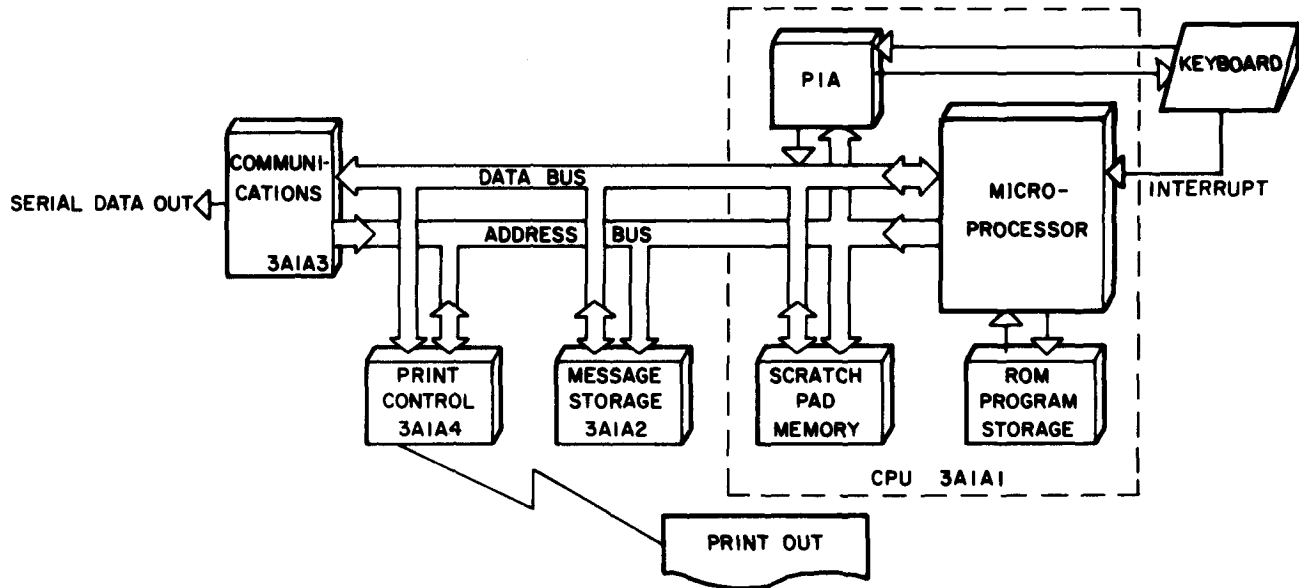 PIA
KEYBOARD
COMMUNI-
CATIONS
3A1A3
SERIAL DATA OUT
DATA BUS
ADDRESS BUS
MICRO-
PROCESSOR
INTERRUPT
PRINT
CONTROL
3A1A4
MESSAGE
STORAGE
3A1A2
SCRATCH
PAD
MEMORY
ROM
PROGRAM
STORAGE
CPU 3A1A1
PRINT OUT